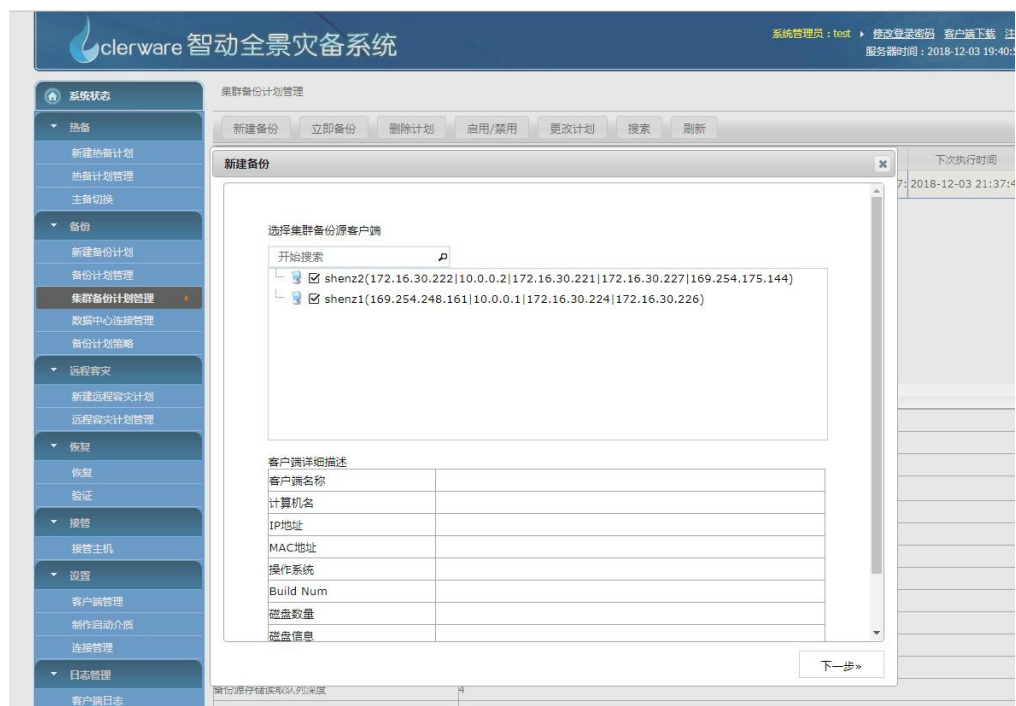 clerware 智动全景灾备系统
系统管理员：test 修改登录密码 客户端下载 注
服务器时间：2018-12-03 19:40:5
系统状态
热备
新建热备计划
热备计划管理
主备切换
备份
新建备份计划
备份计划管理
集群备份计划管理
数据中心连接管理
备份计划策略
远程容灾
新建远程容灾计划
远程容灾计划管理
恢复
恢复
验证
接管
接管主机
设置
客户端管理
制作启动介质
连接管理
日志管理
客户端日志
集群备份计划管理
新建备份 立即备份 删除计划 启用/禁用 更改计划 搜索 刷新
下次执行时间
7: 2018-12-03 21:37:4
新建备份
选择集群备份源客户端
开始搜索
shenz2(172.16.30.222|10.0.0.2|172.16.30.221|172.16.30.227|169.254.175.144)
shenz1(169.254.248.161|10.0.0.1|172.16.30.224|172.16.30.226)
客户端详细描述
客户端名称
计算机名
IP地址
MAC地址
操作系统
Build Num
磁盘数量
磁盘信息
下一步»
备份源存储读取队列深度 4